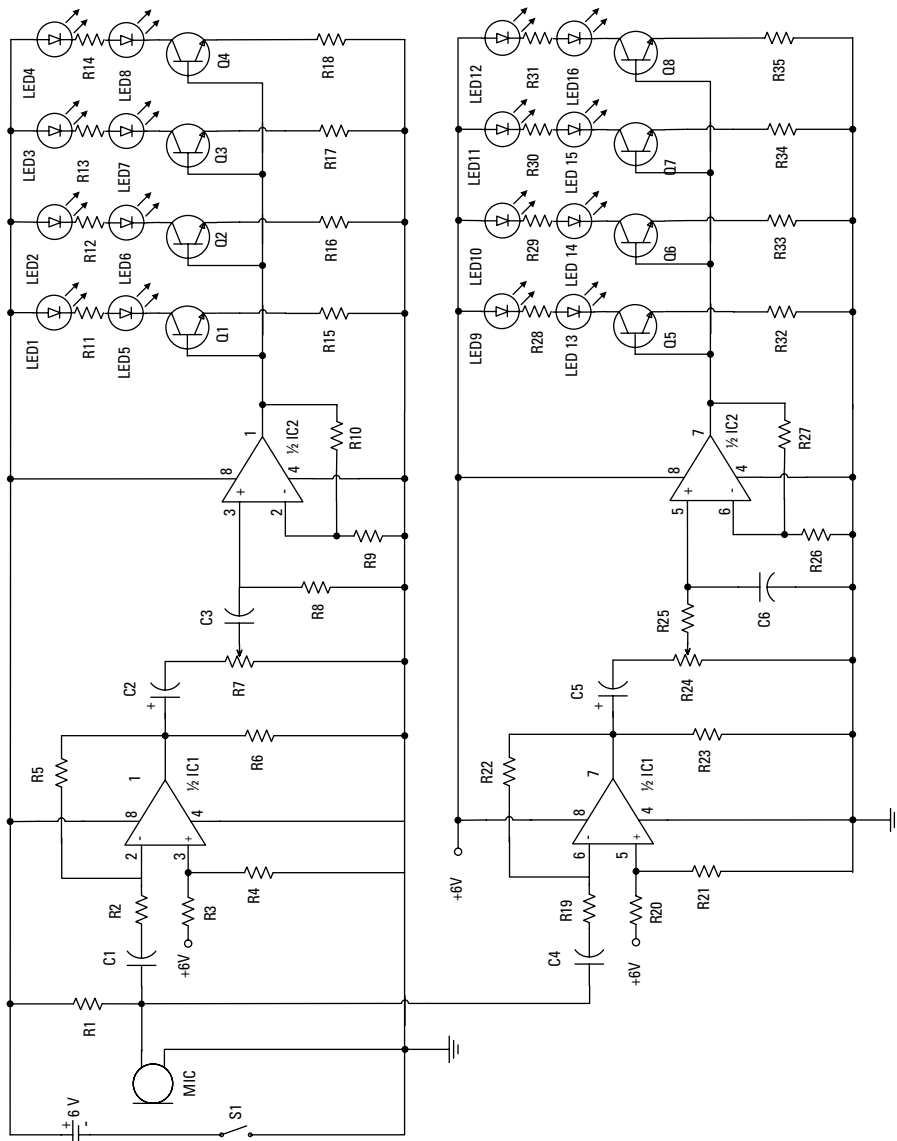 LED4
R14
LED8
Q4
R18
LED3
R13
LED7
Q3
R17
LED2
R12
LED6
Q2
R16
LED1
R11
LED5
Q1
R15
1
½ IC2
8
4
+
-
3
2
R10
R9
R8
C3
R7
C2
+
R6
R5
1
½ IC1
8
4
-
+
2
3
R4
R2
R3
+6V
C1
R1
MIC
+
6 V
-
S1
LED12
R31
LED16
Q8
R35
LED11
R30
LED 15
Q7
R34
LED10
R29
LED 14
Q6
R33
LED9
R28
LED 13
Q5
R32
7
½ IC2
8
4
+
-
5
6
R27
R26
R25
C6
R24
C5
+
R23
R22
7
½ IC1
8
4
-
+
6
5
R21
+6V
R19
R20
+6V
C4